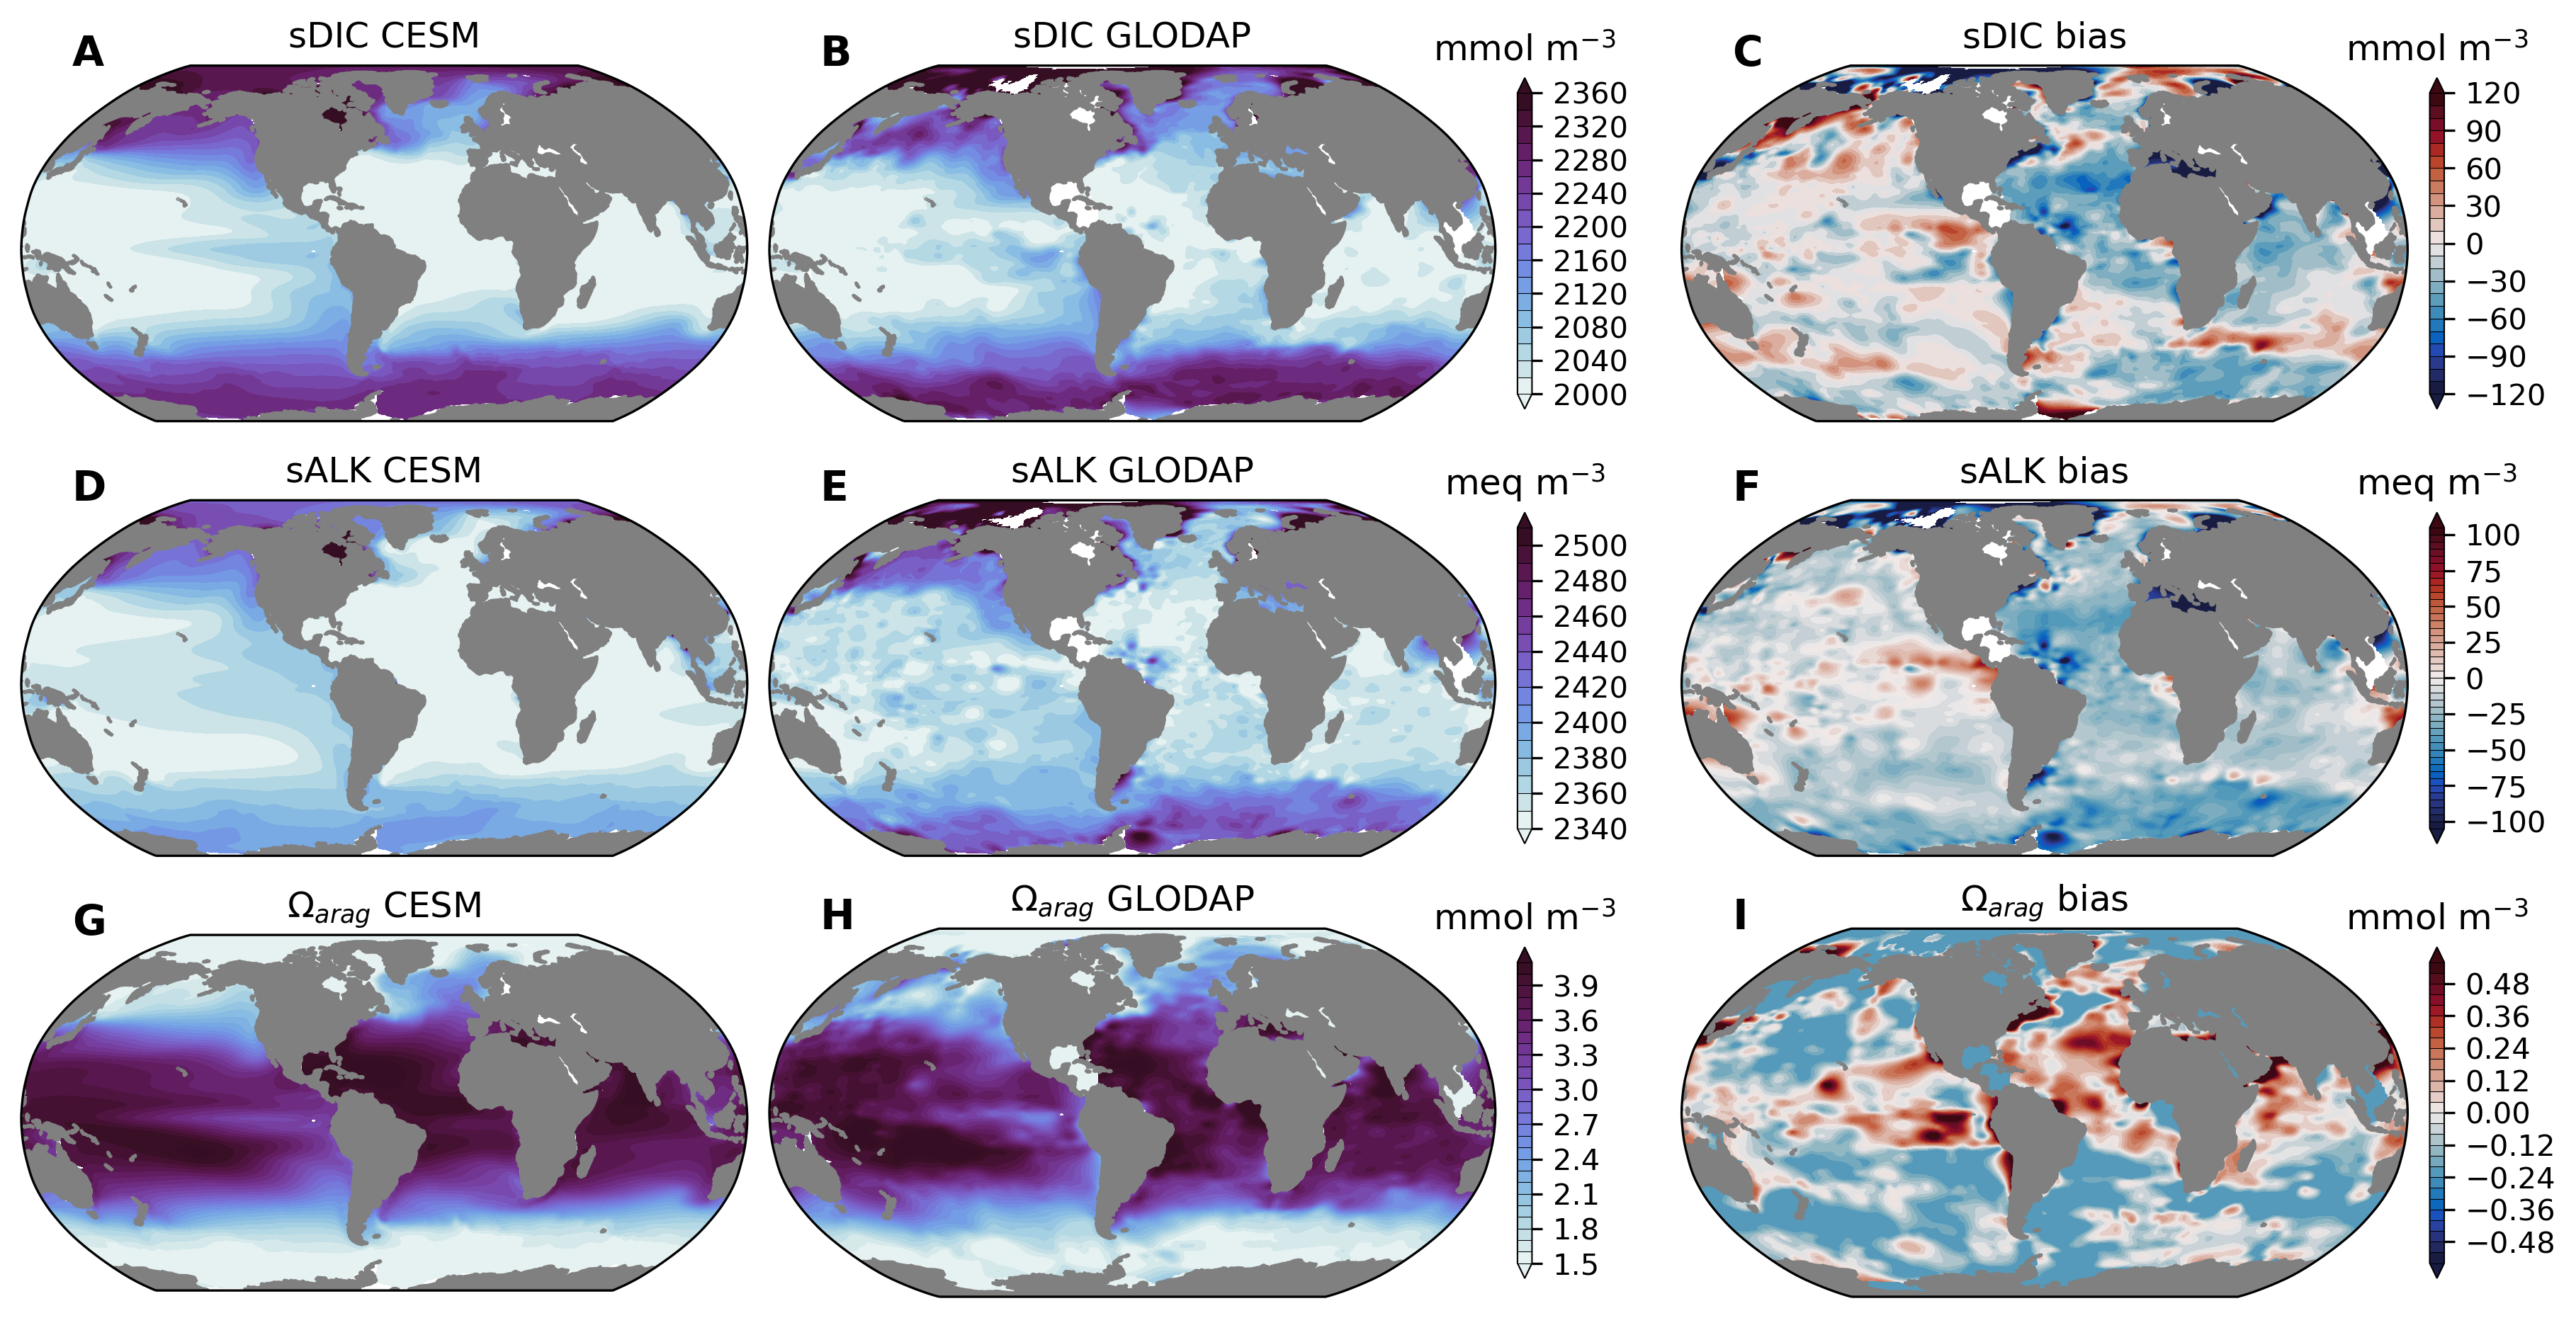 A
sDIC CESM
B
sDIC GLODAP
mmol m⁻³
2360
2320
2280
2240
2200
2160
2120
2080
2040
2000
C
sDIC bias
mmol m⁻³
120
90
60
30
0
−30
−60
−90
−120
D
sALK CESM
E
sALK GLODAP
meq m⁻³
2500
2480
2460
2440
2420
2400
2380
2360
2340
F
sALK bias
meq m⁻³
100
75
50
25
0
−25
−50
−75
−100
G
Ωarag CESM
H
Ωarag GLODAP
mmol m⁻³
3.9
3.6
3.3
3.0
2.7
2.4
2.1
1.8
1.5
I
Ωarag bias
mmol m⁻³
0.48
0.36
0.24
0.12
0.00
−0.12
−0.24
−0.36
−0.48